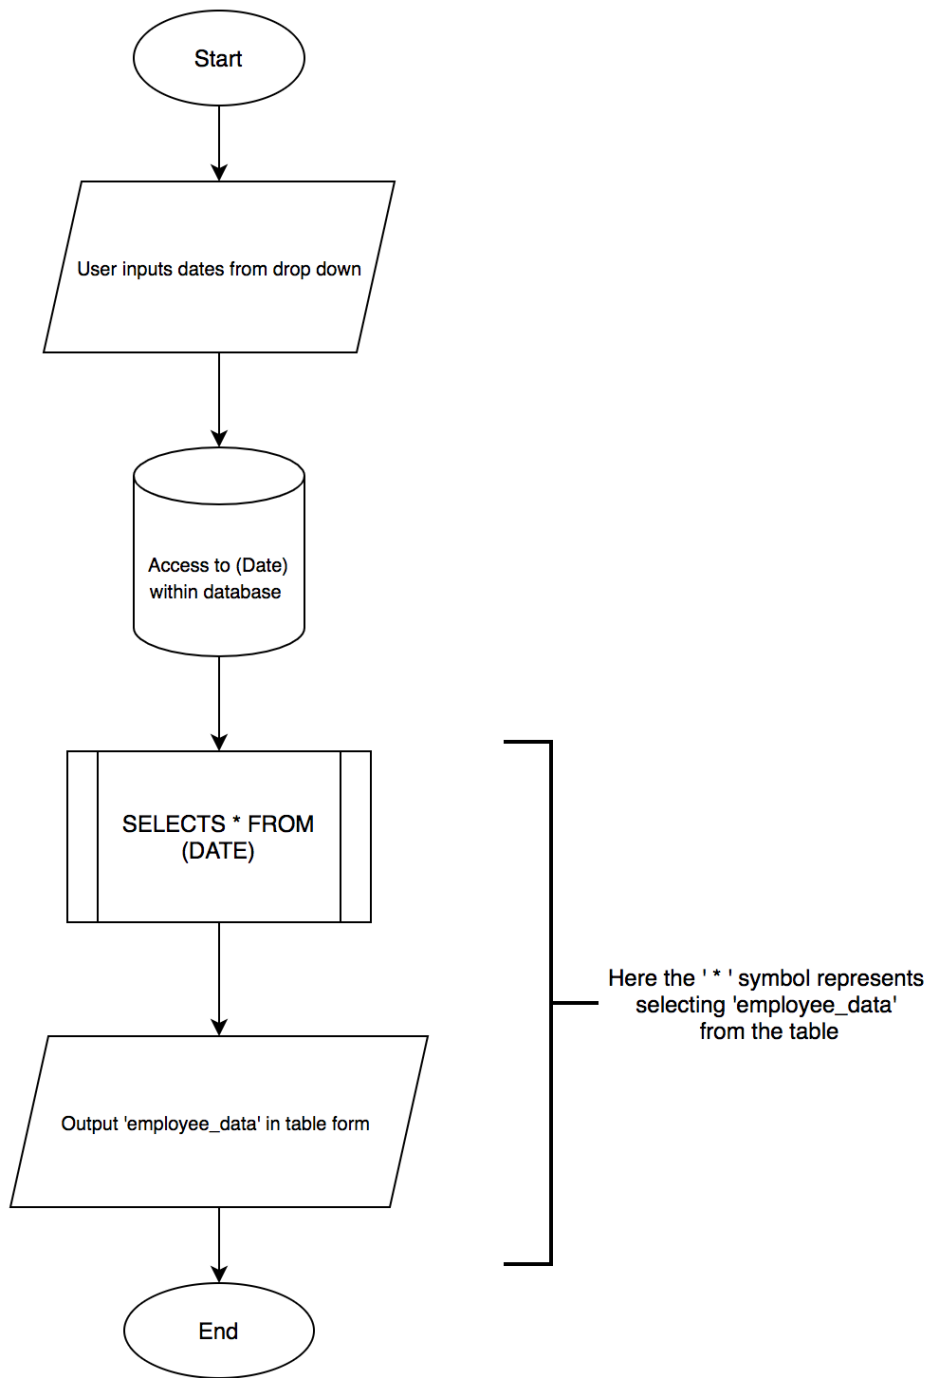 Start
User inputs dates from drop down
Access to (Date)
within database
SELECTS * FROM
(DATE)
Here the ' * ' symbol represents
selecting 'employee_data'
from the table
Output 'employee_data' in table form
End